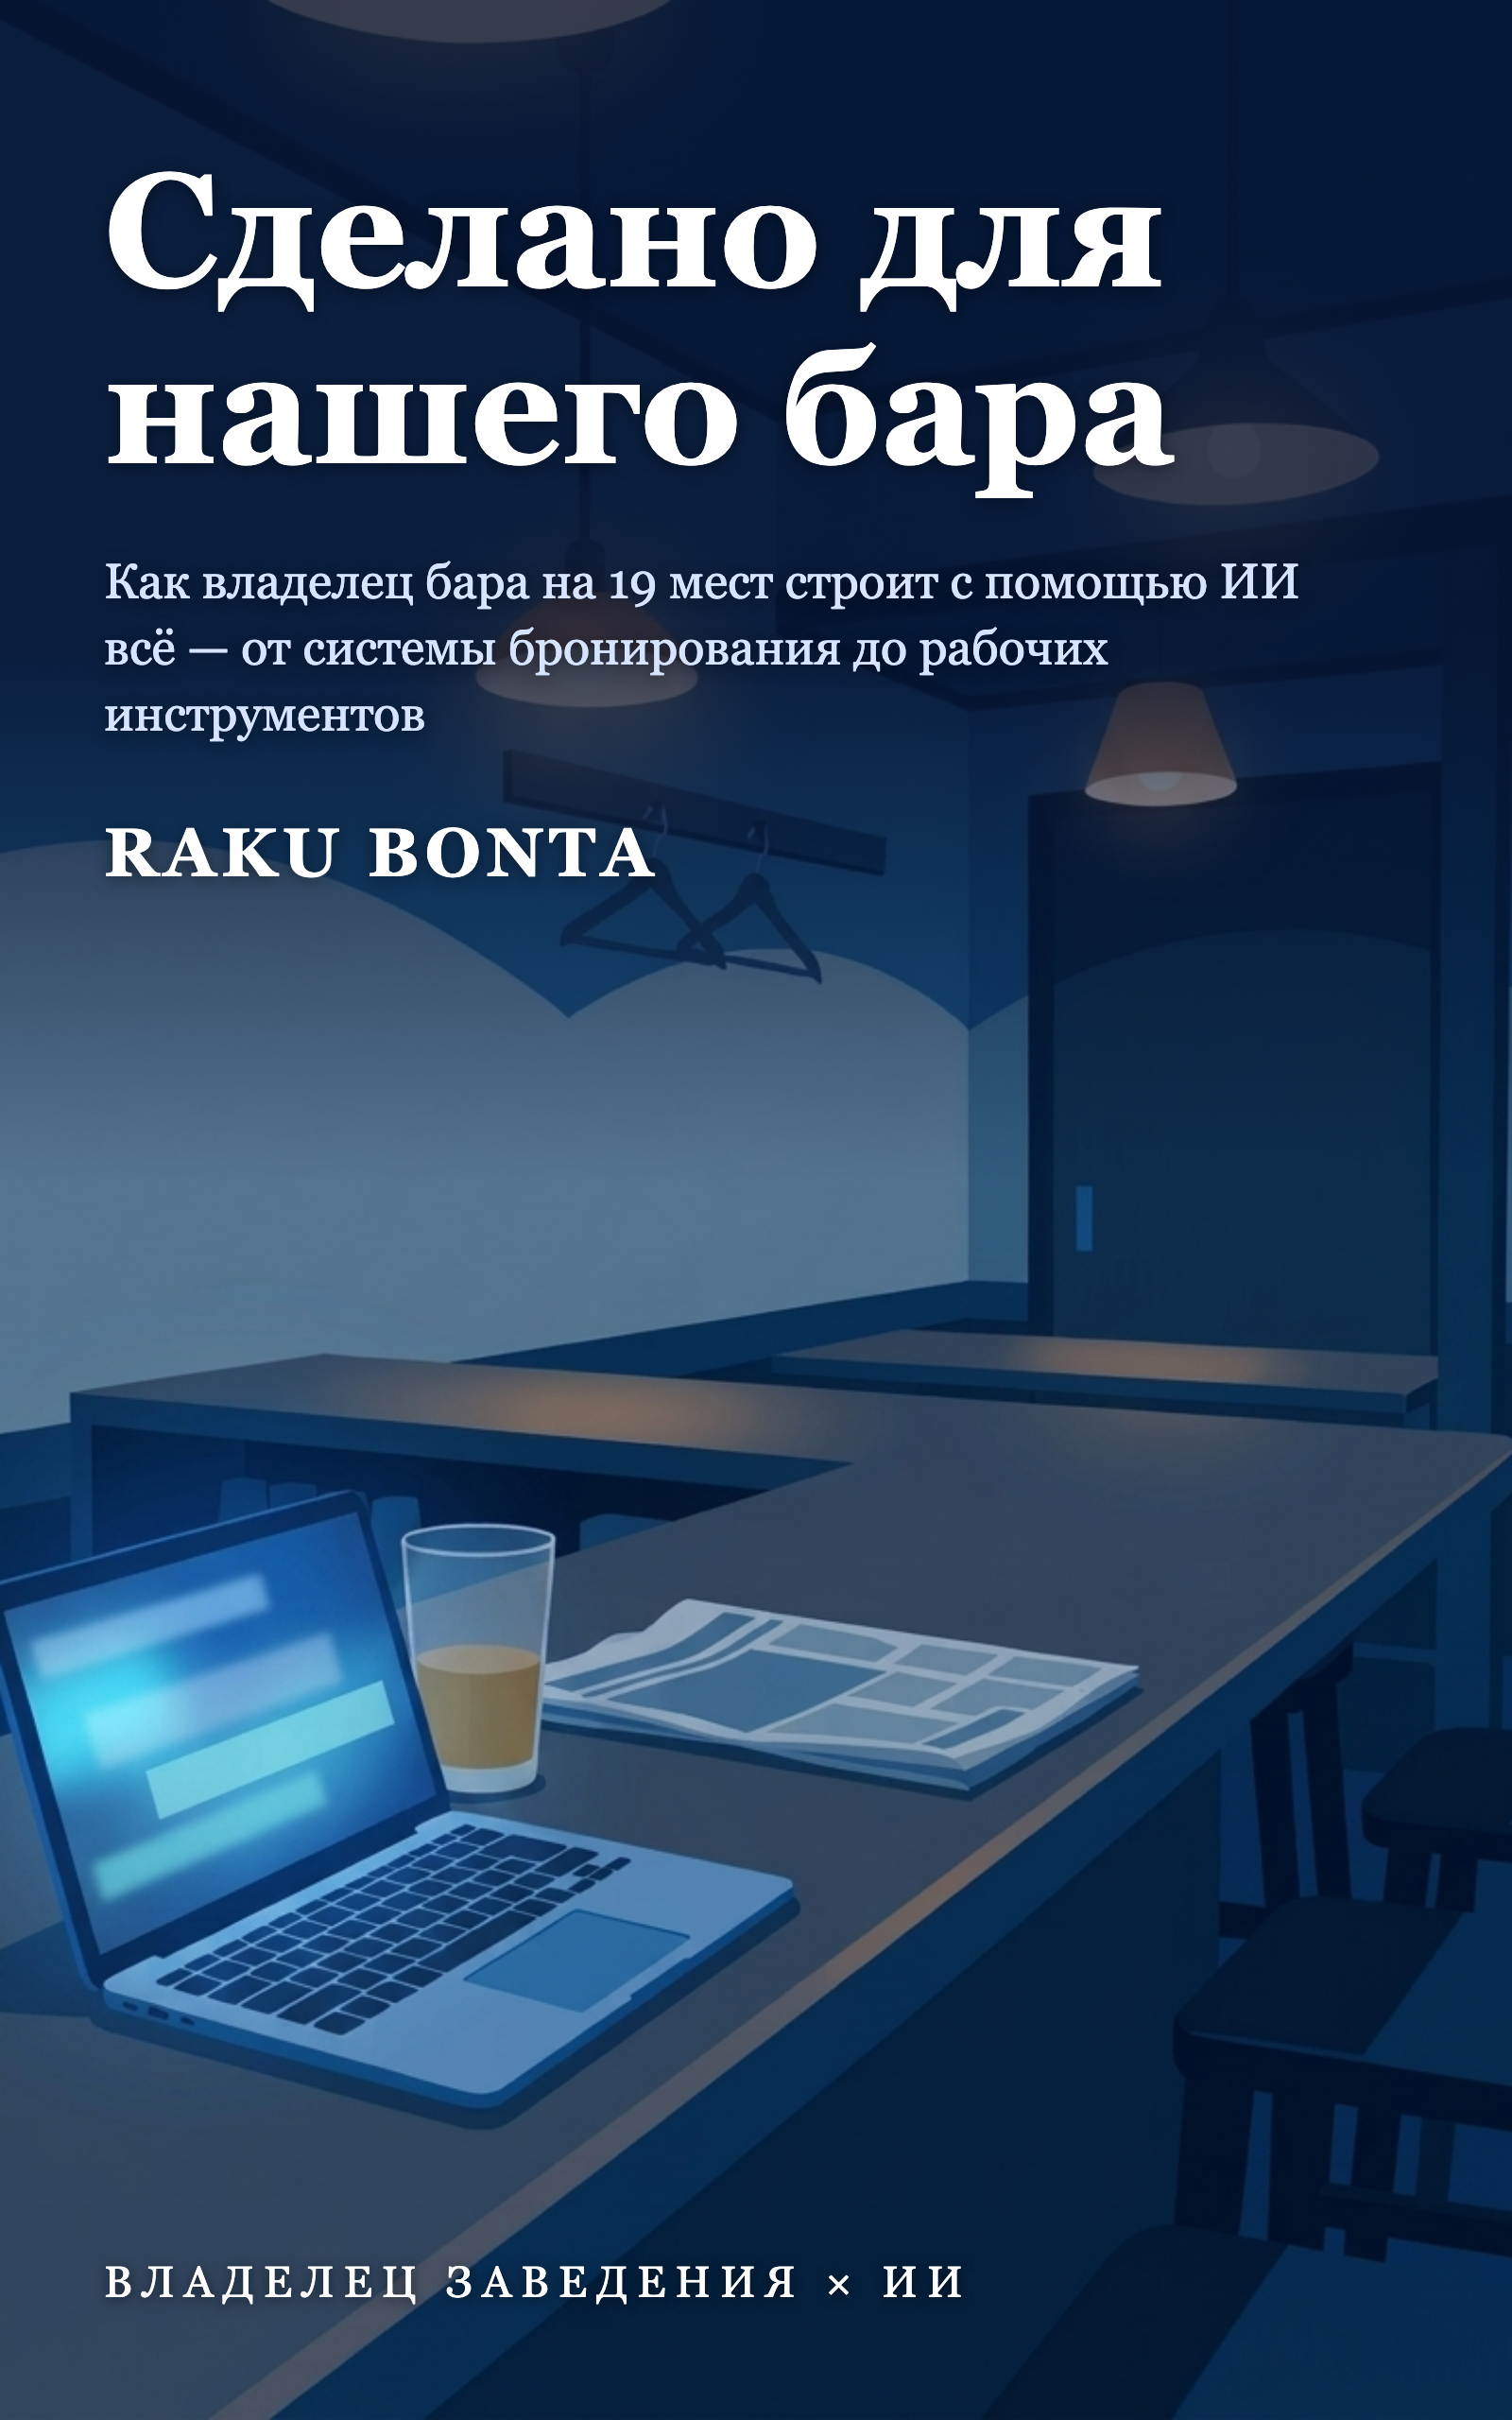 Сделано для
нашего бара
Как владелец бара на 19 мест строит с помощью ИИ
всё — от системы бронирования до рабочих
инструментов
RAKU BONTA
ВЛАДЕЛЕЦ ЗАВЕДЕНИЯ × ИИ